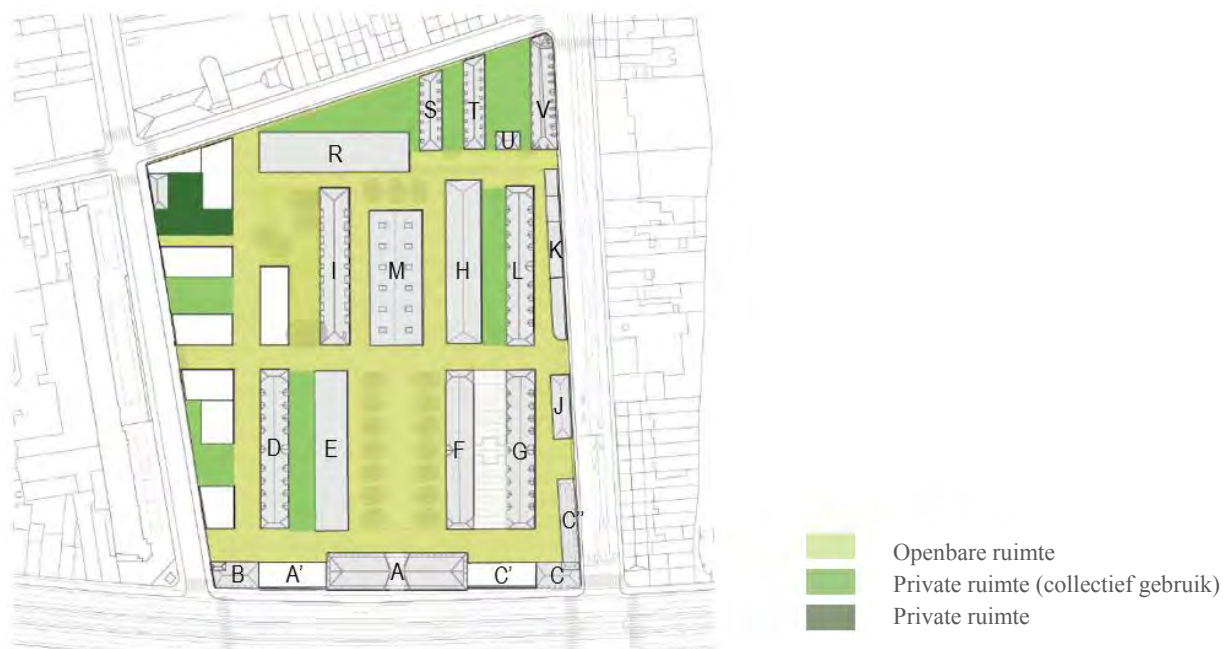 S
T
V
U
R
K
I
M
H
L
J
D
E
F
G
C''
B
A'
A
C'
C
Openbare ruimte
Private ruimte (collectief gebruik)
Private ruimte